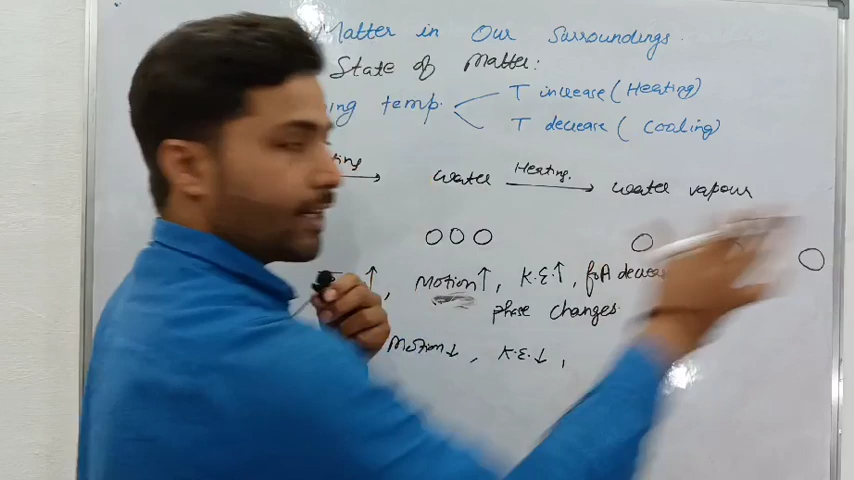 Matter in Our Surroundings
State of Matter:
temp. T increase (Heating)
T decrease ( Cooling)
water Heating. water vapour
↑, Motion↑, K.E↑, foA
phase changes.
Motion↓, K.E.↓,